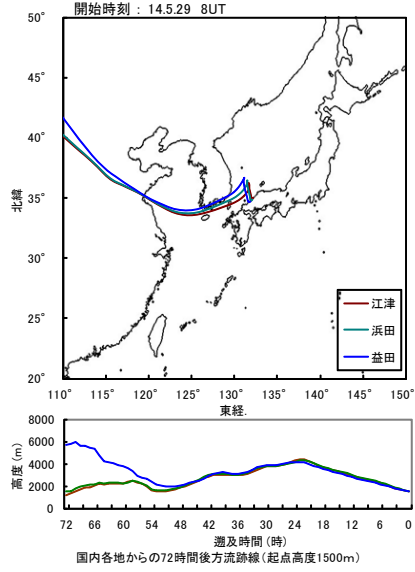 開始時刻 : 14.5.29 8UT
50°
45°
40°
35°
30°
25°
20°
北緯
江津
浜田
益田
110° 115° 120° 125° 130° 135° 140° 145° 150°
東経.
8000
6000
4000
2000
0
高度(m)
72 66 60 54 48 42 36 30 24 18 12 6 0
遡及時間(時)
国内各地からの72時間後方流跡線(起点高度1500m)